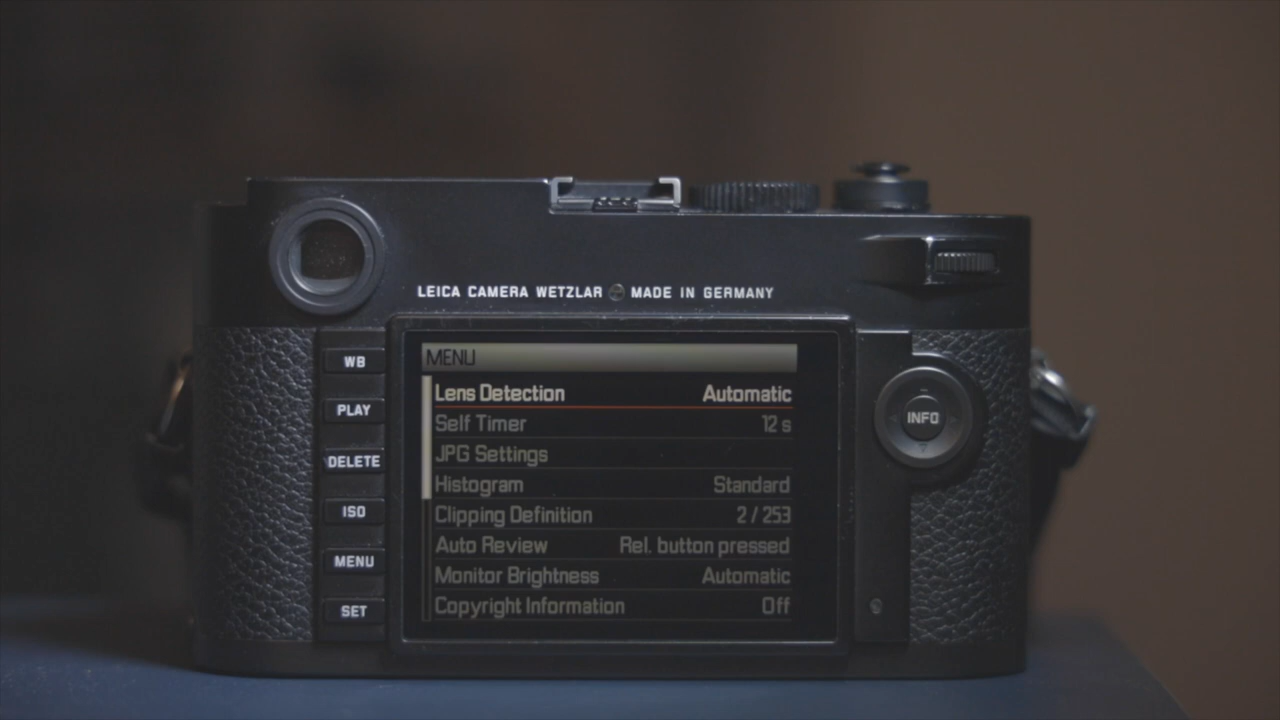 LEICA CAMERA WETZLAR MADE IN GERMANY
WB
PLAY
DELETE
ISO
MENU
SET
MENU
Lens Detection Automatic
Self Timer 12 s
JPG Settings
Histogram Standard
Clipping Definition 2 / 253
Auto Review Rel. button pressed
Monitor Brightness Automatic
Copyright Information Off
INFO